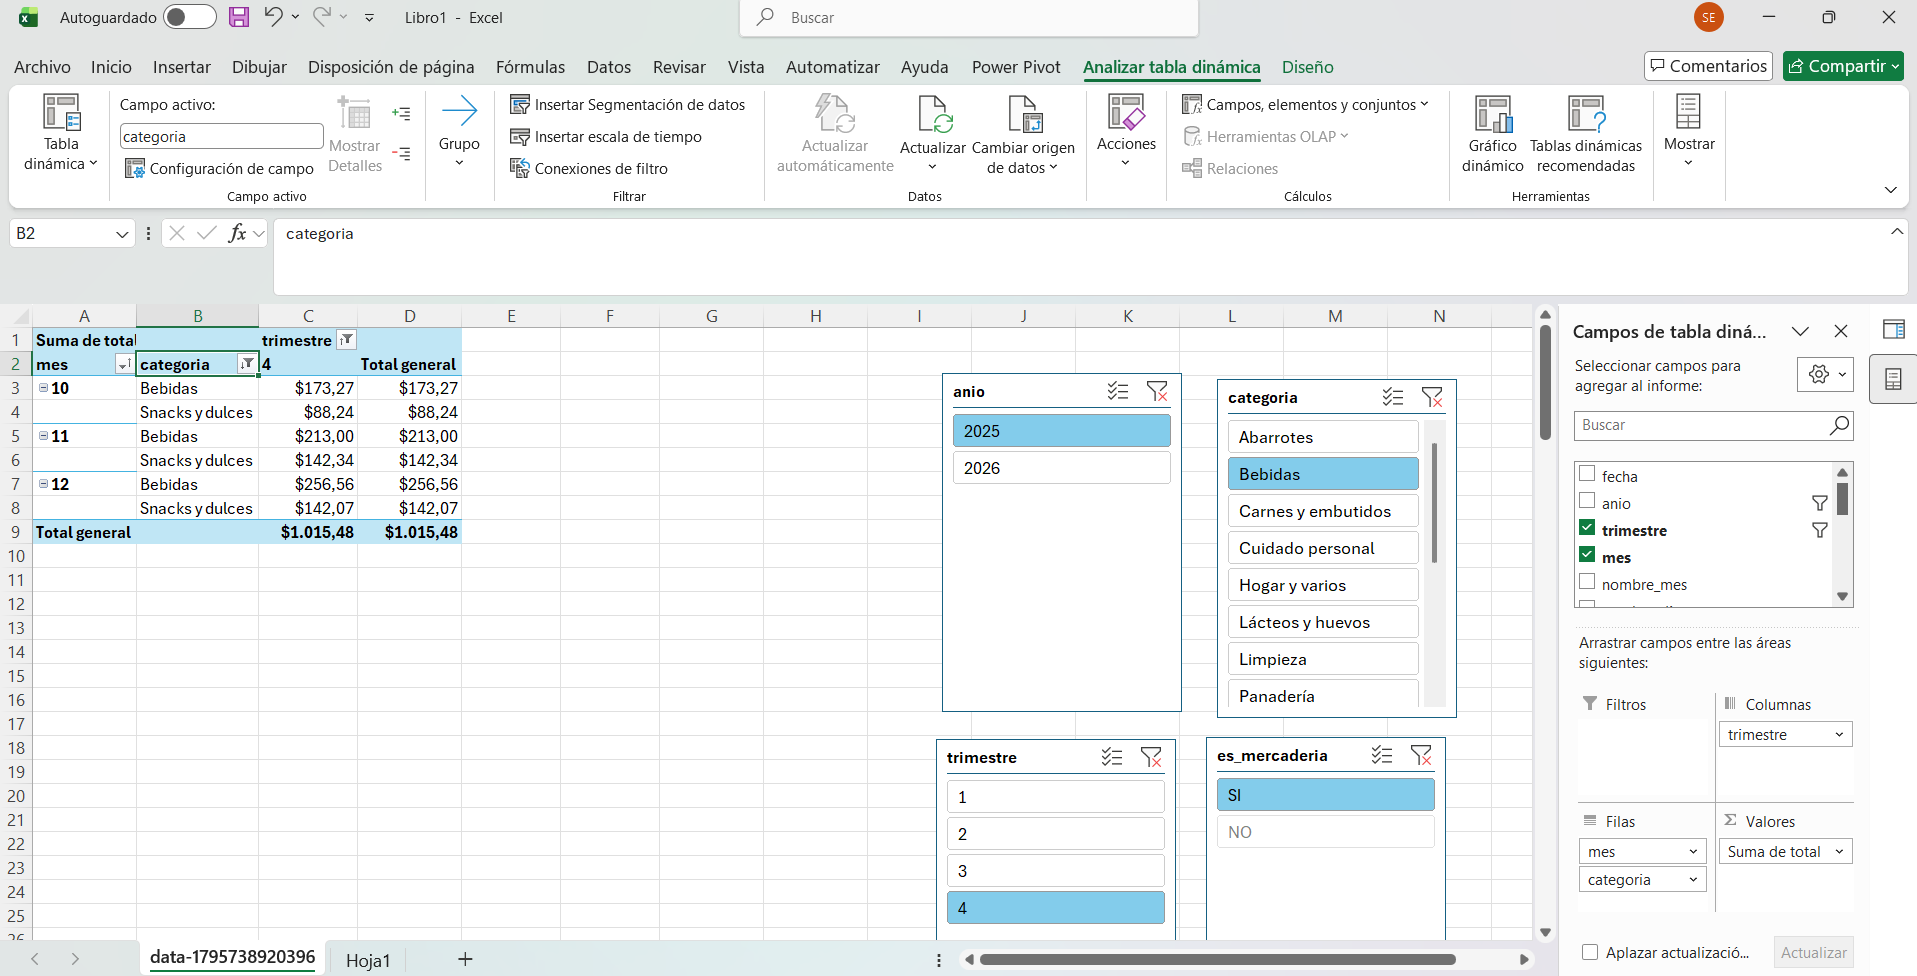 Autoguardado
Libro1 - Excel
Buscar
SE
Archivo Inicio Insertar Dibujar Disposición de página Fórmulas Datos Revisar Vista Automatizar Ayuda Power Pivot Analizar tabla dinámica Diseño
Comentarios
Compartir
Tabla
dinámica
Campo activo:
categoria
Configuración de campo
Mostrar
Detalles
Campo activo
Grupo
Insertar Segmentación de datos
Insertar escala de tiempo
Conexiones de filtro
Filtrar
Actualizar
automáticamente
Actualizar
Cambiar origen
de datos
Datos
Acciones
Campos, elementos y conjuntos
Herramientas OLAP
Relaciones
Cálculos
Gráfico
dinámico
Tablas dinámicas
recomendadas
Herramientas
Mostrar
B2
fx
categoria
A B C D E F G H I J K L M N
1 Suma de total trimestre
2 mes categoria 4 Total general
3 10 Bebidas $173,27 $173,27
4 Snacks y dulces $88,24 $88,24
5 11 Bebidas $213,00 $213,00
6 Snacks y dulces $142,34 $142,34
7 12 Bebidas $256,56 $256,56
8 Snacks y dulces $142,07 $142,07
9 Total general $1.015,48 $1.015,48
10
11
12
13
14
15
16
17
18
19
20
21
22
23
24
25
26
anio
2025
2026
categoria
Abarrotes
Bebidas
Carnes y embutidos
Cuidado personal
Hogar y varios
Lácteos y huevos
Limpieza
Panadería
trimestre
1
2
3
4
es_mercaderia
SI
NO
Campos de tabla diná...
Seleccionar campos para
agregar al informe:
Buscar
fecha
anio
trimestre
mes
nombre_mes
Arrastrar campos entre las áreas
siguientes:
Filtros
Columnas
trimestre
Filas
mes
categoria
Σ Valores
Suma de total
Aplazar actualizació...
Actualizar
data-1795738920396
Hoja1